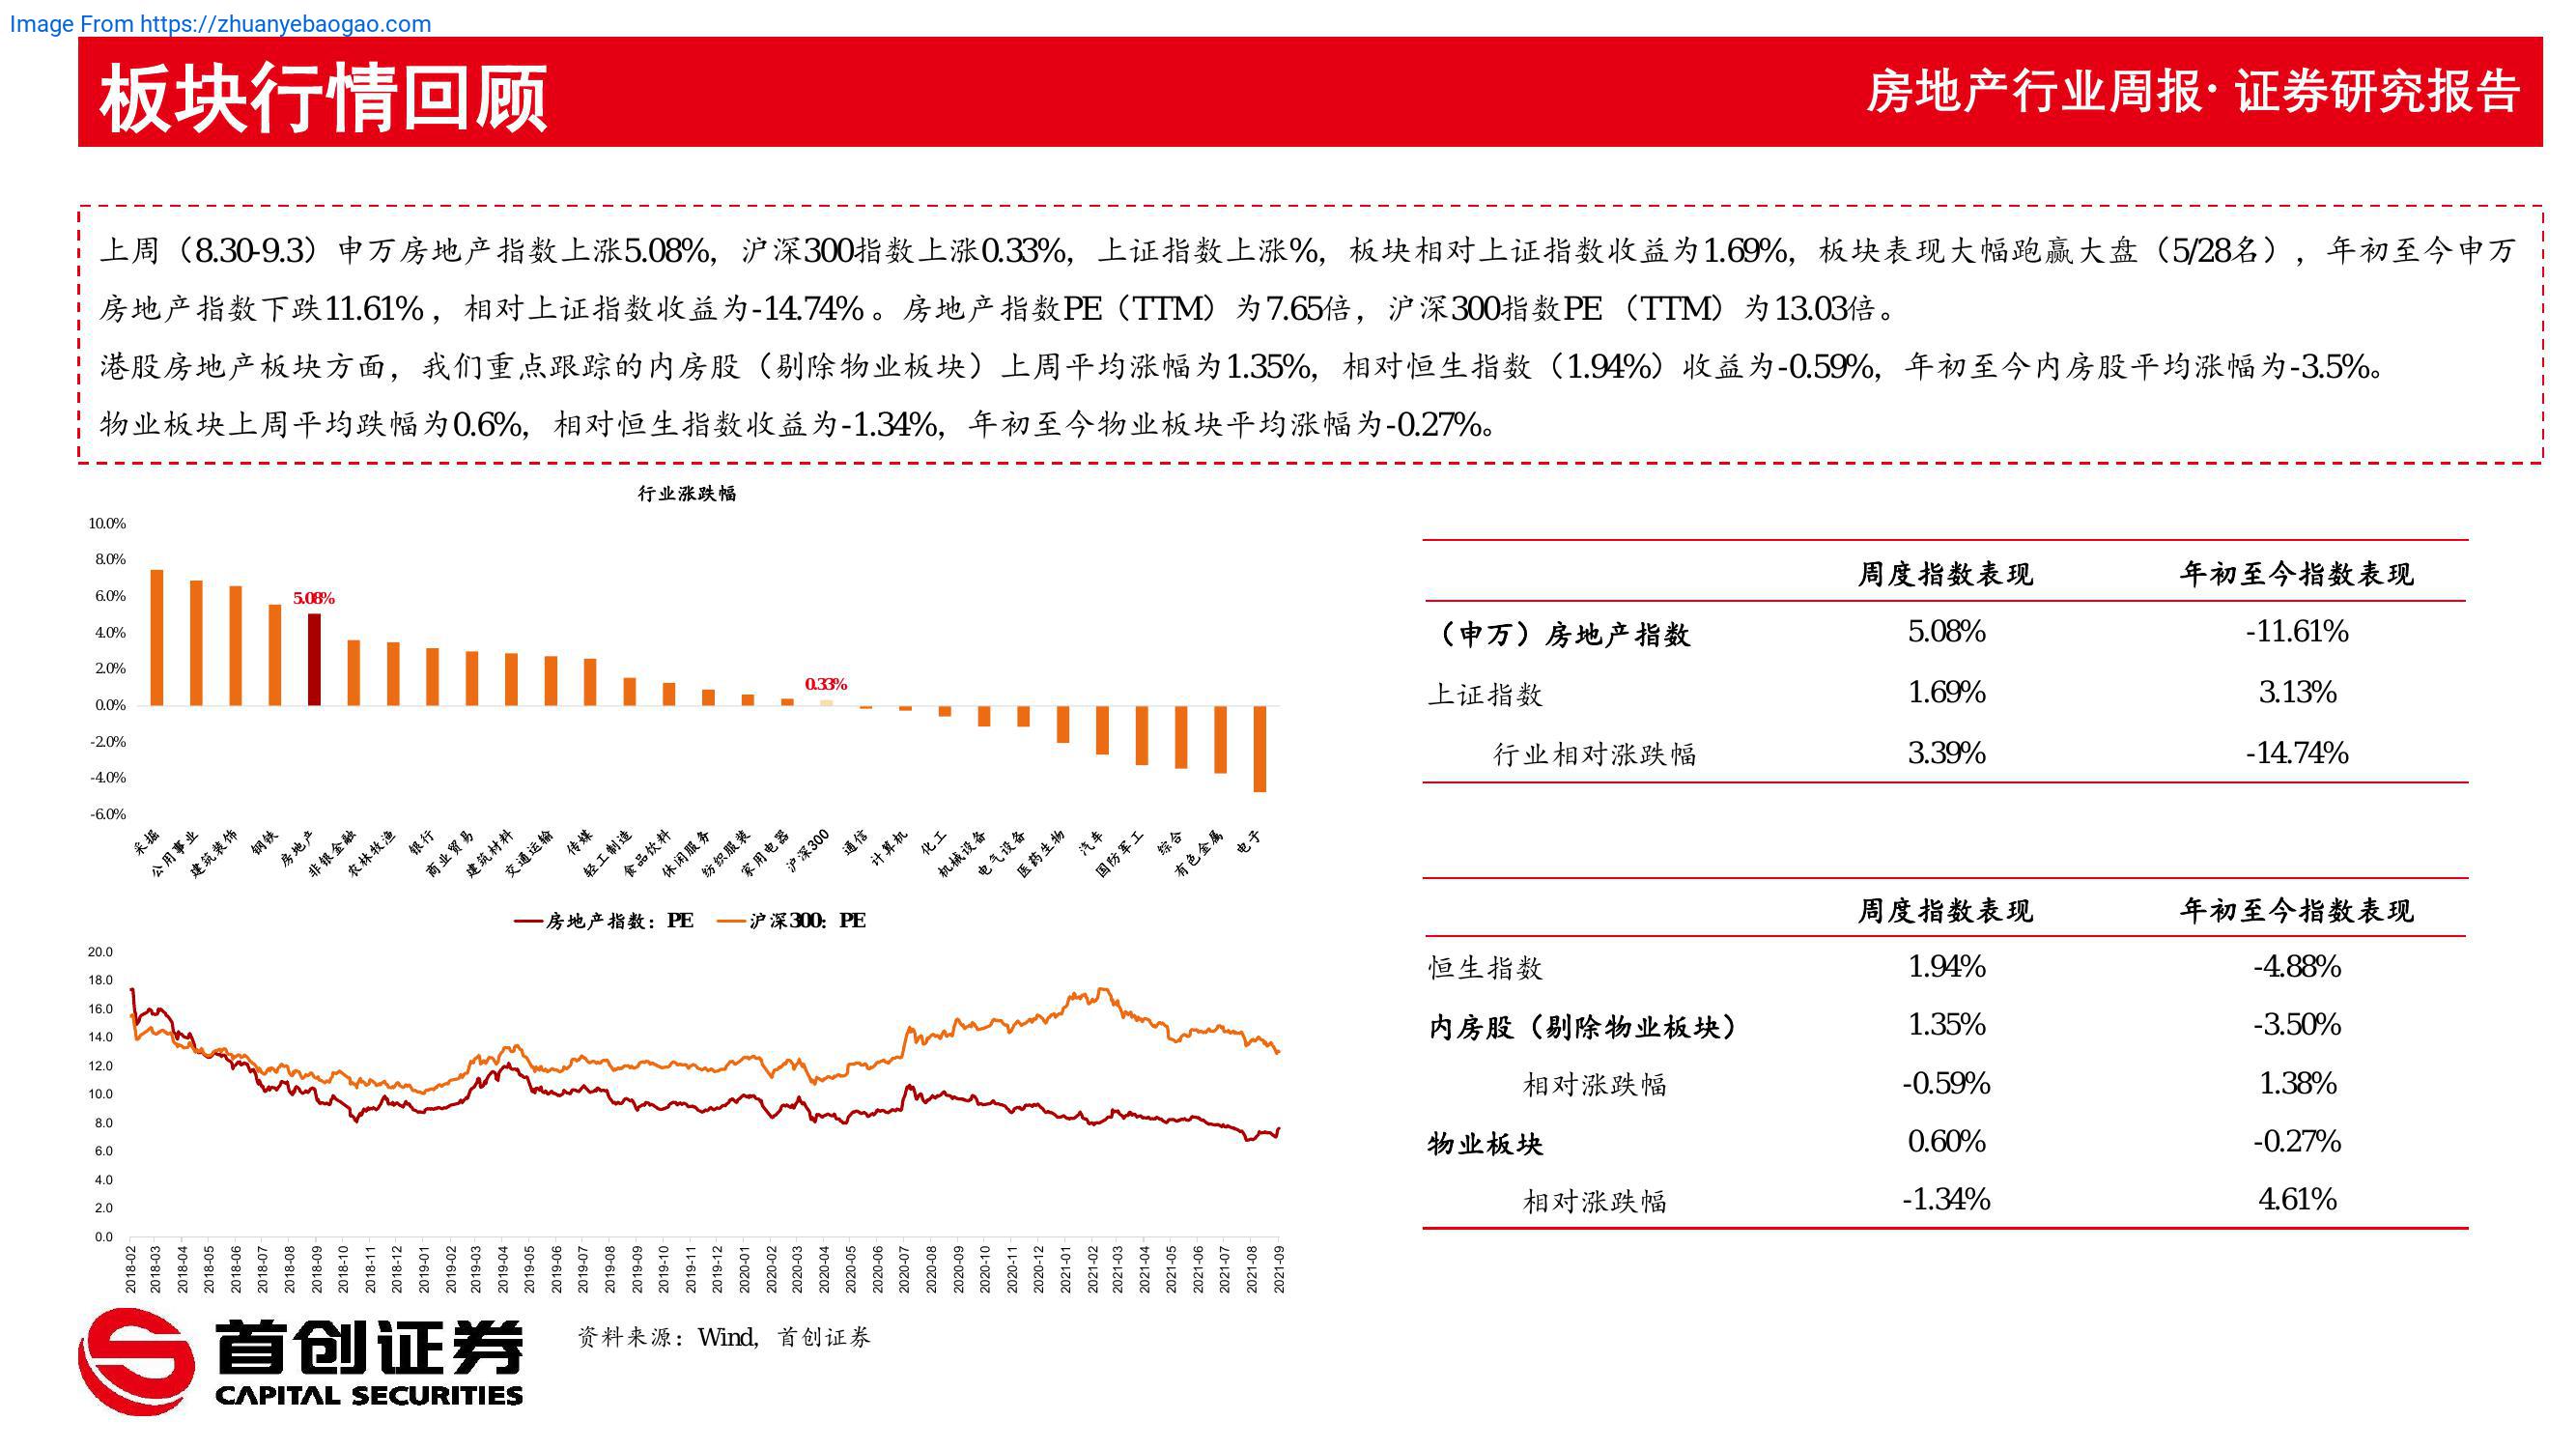 Image From https://zhuanyebaogao.com
板块行情回顾
房地产行业周报· 证券研究报告
上周（8.30-9.3）申万房地产指数上涨5.08%，沪深300指数上涨0.33%，上证指数上涨%，板块相对上证指数收益为1.69%，板块表现大幅跑赢大盘（5/28名），年初至今申万
房地产指数下跌11.61%，相对上证指数收益为-14.74%。房地产指数PE（TTM）为7.65倍，沪深300指数PE（TTM）为13.03倍。
港股房地产板块方面，我们重点跟踪的内房股（剔除物业板块）上周平均涨幅为1.35%，相对恒生指数（1.94%）收益为-0.59%，年初至今内房股平均涨幅为-3.5%。
物业板块上周平均跌幅为0.6%，相对恒生指数收益为-1.34%，年初至今物业板块平均涨幅为-0.27%。
行业涨跌幅
10.0%
8.0%
6.0%
4.0%
2.0%
0.0%
-2.0%
-4.0%
-6.0%
5.08%
0.33%
采掘
公用事业
建筑装饰
钢铁
房地产
非银金融
农林牧渔
银行
商业贸易
建筑材料
交通运输
传媒
轻工制造
食品饮料
休闲服务
纺织服装
家用电器
沪深300
通信
计算机
化工
机械设备
电气设备
医药生物
汽车
国防军工
综合
有色金属
电子
房地产指数：PE 沪深300：PE
20.0
18.0
16.0
14.0
12.0
10.0
8.0
6.0
4.0
2.0
0.0
2018-02
2018-03
2018-04
2018-05
2018-06
2018-07
2018-08
2018-09
2018-10
2018-11
2018-12
2019-01
2019-02
2019-03
2019-04
2019-05
2019-06
2019-07
2019-08
2019-09
2019-10
2019-11
2019-12
2020-01
2020-02
2020-03
2020-04
2020-05
2020-06
2020-07
2020-08
2020-09
2020-10
2020-11
2020-12
2021-01
2021-02
2021-03
2021-04
2021-05
2021-06
2021-07
2021-08
2021-09
周度指数表现 年初至今指数表现
（申万）房地产指数 5.08% -11.61%
上证指数 1.69% 3.13%
行业相对涨跌幅 3.39% -14.74%
周度指数表现 年初至今指数表现
恒生指数 1.94% -4.88%
内房股（剔除物业板块） 1.35% -3.50%
相对涨跌幅 -0.59% 1.38%
物业板块 0.60% -0.27%
相对涨跌幅 -1.34% 4.61%
首创证券
CAPITAL SECURITIES
资料来源：Wind，首创证券